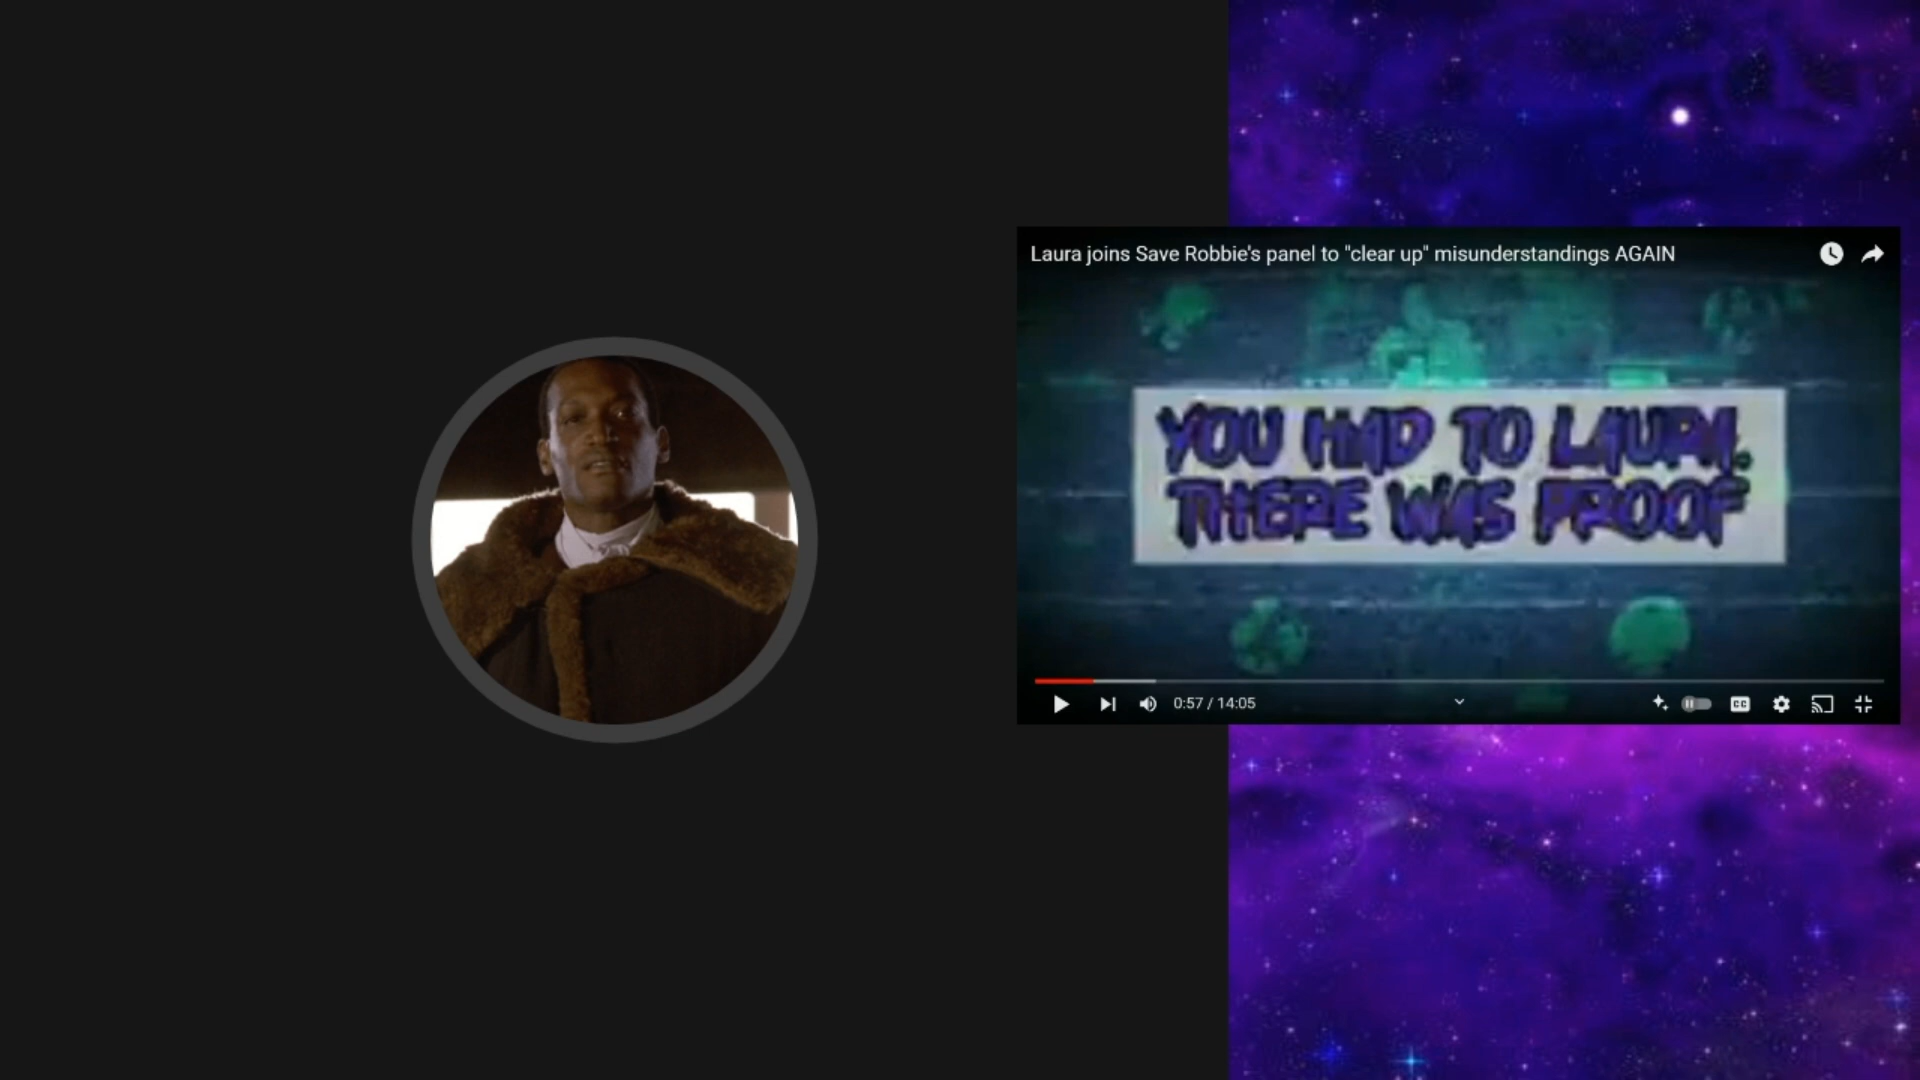 Laura joins Save Robbie's panel to "clear up" misunderstandings AGAIN
YOU HAD TO LAURA.
THERE WAS PROOF
0:57 / 14:05
CC